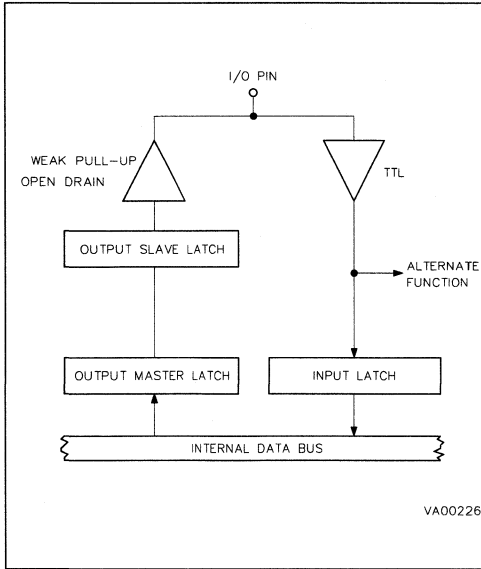 I/O PIN
WEAK PULL-UP
OPEN DRAIN
TTL
OUTPUT SLAVE LATCH
ALTERNATE
FUNCTION
OUTPUT MASTER LATCH
INPUT LATCH
INTERNAL DATA BUS
VA00226